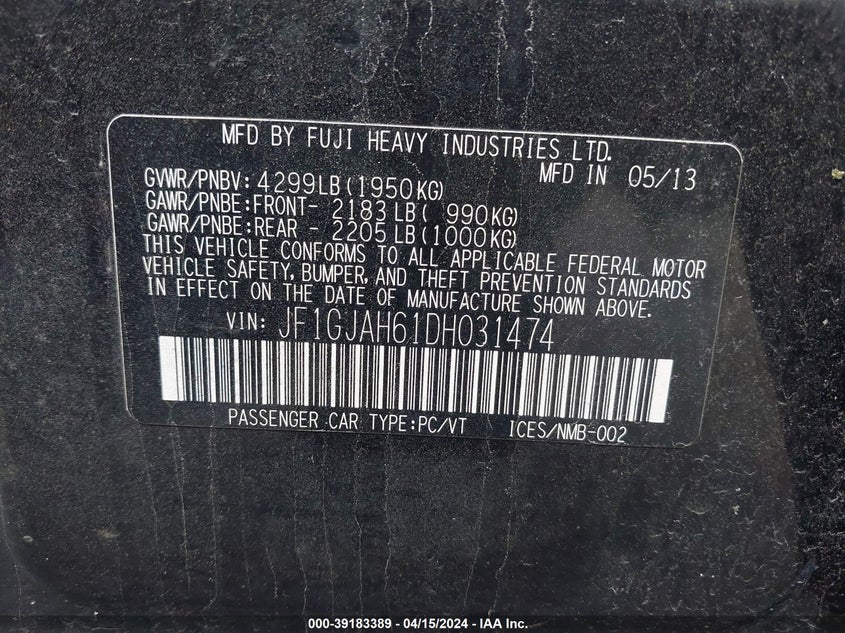 MFD BY FUJI HEAVY INDUSTRIES LTD.
MFD IN 05/13
GVWR/PNBV: 4299LB (1950KG)
GAWR/PNBE:FRONT- 2183 LB ( 990KG)
GAWR/PNBE:REAR - 2205 LB (1000KG)
THIS VEHICLE CONFORMS TO ALL APPLICABLE FEDERAL MOTOR
VEHICLE SAFETY, BUMPER, AND THEFT PREVENTION STANDARDS
IN EFFECT ON THE DATE OF MANUFACTURE SHOWN ABOVE.
VIN: JF1GJAH61DH031474
PASSENGER CAR TYPE:PC/VT ICES/NMB-002
000-39183389 - 04/15/2024 - IAA Inc.